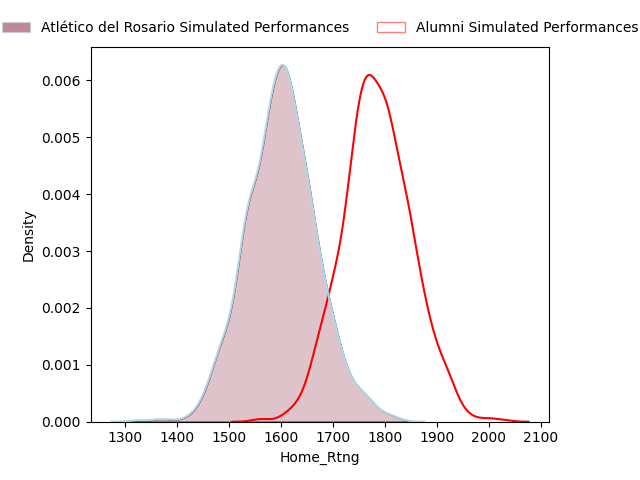 Atlético del Rosario Simulated Performances Alumni Simulated Performances
0.006
0.005
0.004
0.003
0.002
0.001
0.000
Density
1300 1400 1500 1600 1700 1800 1900 2000 2100
Home_Rtng